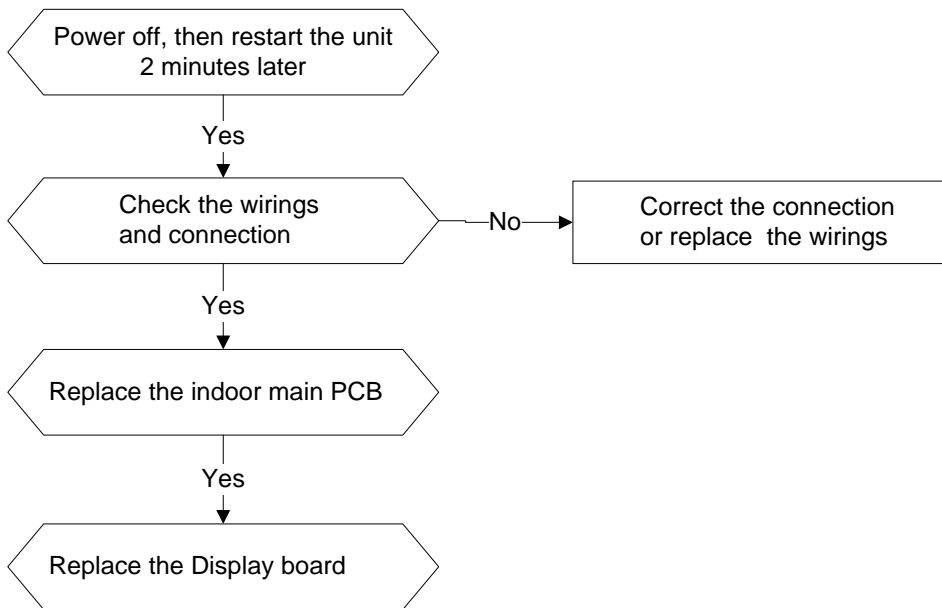 Power off, then restart the unit
2 minutes later
Yes
Check the wirings
and connection
No
Correct the connection
or replace the wirings
Yes
Replace the indoor main PCB
Yes
Replace the Display board